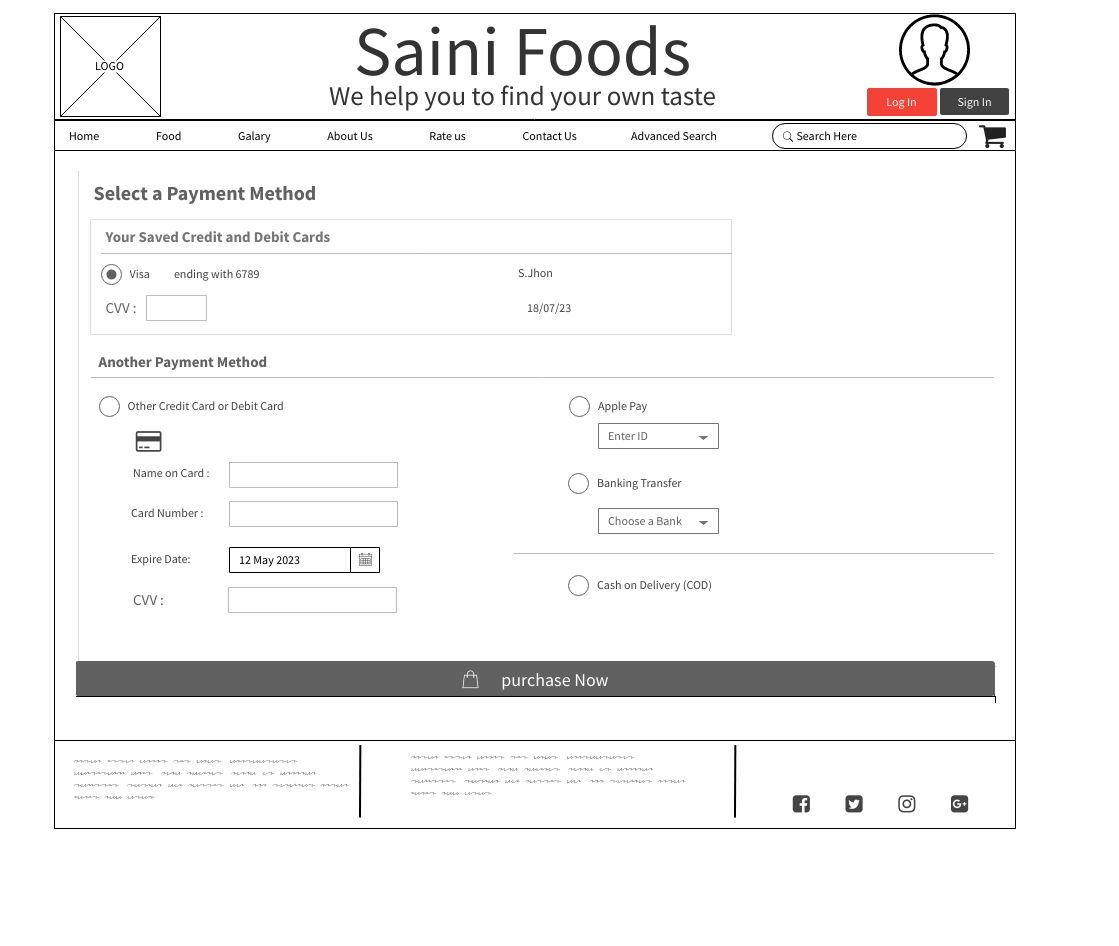 LOGO
Saini Foods
We help you to find your own taste
Log In
Sign In
Home Food Galary About Us Rate us Contact Us Advanced Search Search Here
Select a Payment Method
Your Saved Credit and Debit Cards
Visa ending with 6789 S.Jhon
CVV : 18/07/23
Another Payment Method
Other Credit Card or Debit Card
Name on Card :
Card Number :
Expire Date: 12 May 2023
CVV :
Apple Pay
Enter ID
Banking Transfer
Choose a Bank
Cash on Delivery (COD)
purchase Now